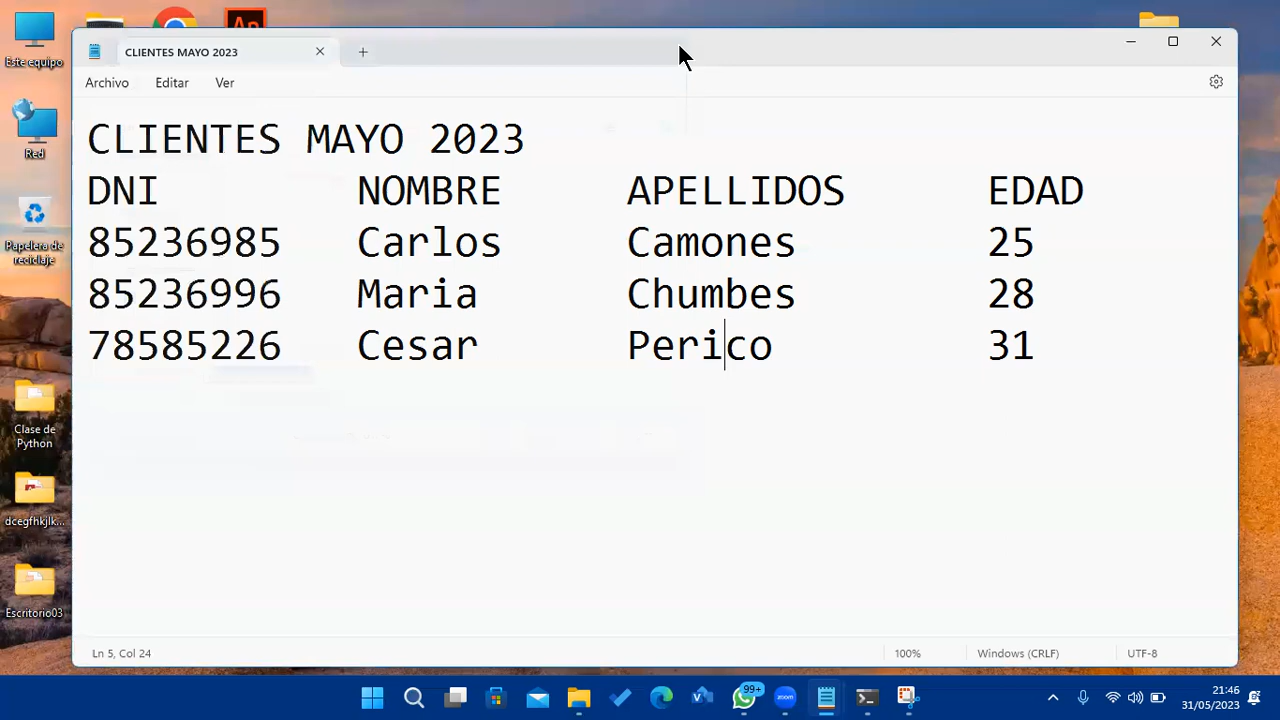 Este equipo
Red
Papelera de
reciclaje
Clase de
Python
dcegfhkjlk...
Escritorio03
CLIENTES MAYO 2023
Archivo Editar Ver
CLIENTES MAYO 2023
DNI NOMBRE APELLIDOS EDAD
85236985 Carlos Camones 25
85236996 Maria Chumbes 28
78585226 Cesar Perico 31
Ln 5, Col 24 100% Windows (CRLF) UTF-8
99+
zoom
21:46
31/05/2023